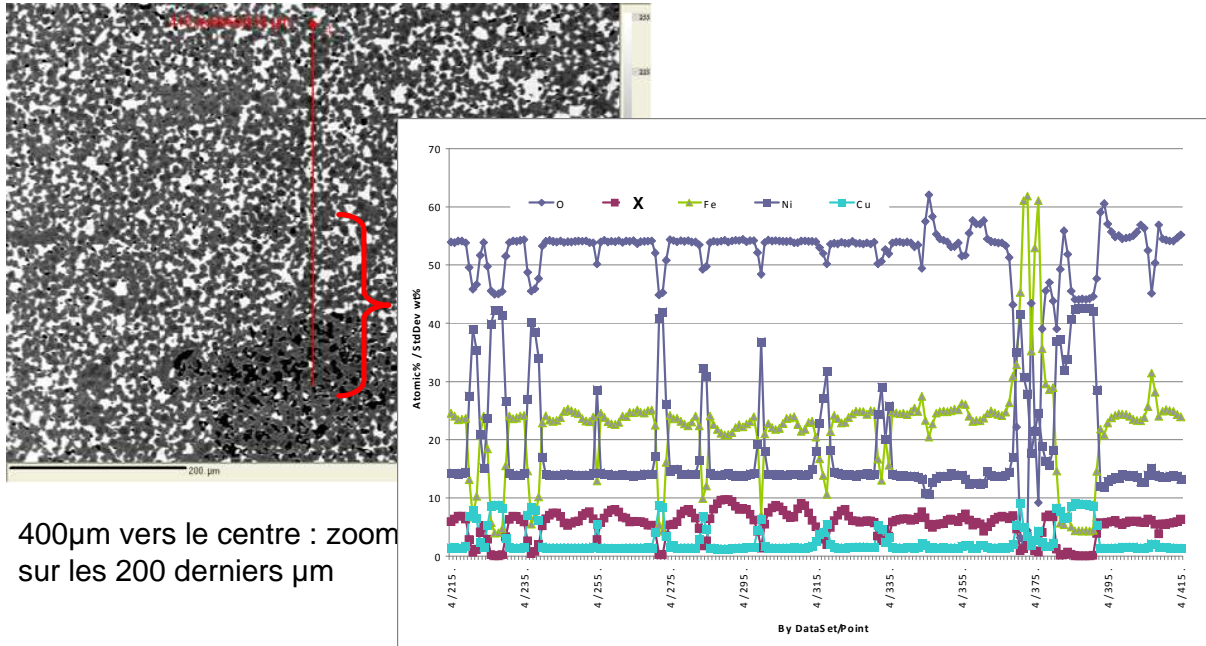 255
225
200. µm
400µm vers le centre : zoom
sur les 200 derniers µm
70
60
50
40
30
20
10
0
Atomic% / StdDev wt%
O X Fe Ni Cu
4 / 215 . 4 / 235 . 4 / 255 . 4 / 275 . 4 / 295 . 4 / 315 . 4 / 335 . 4 / 355 . 4 / 375 . 4 / 395 . 4 / 415 .
By DataSet/Point